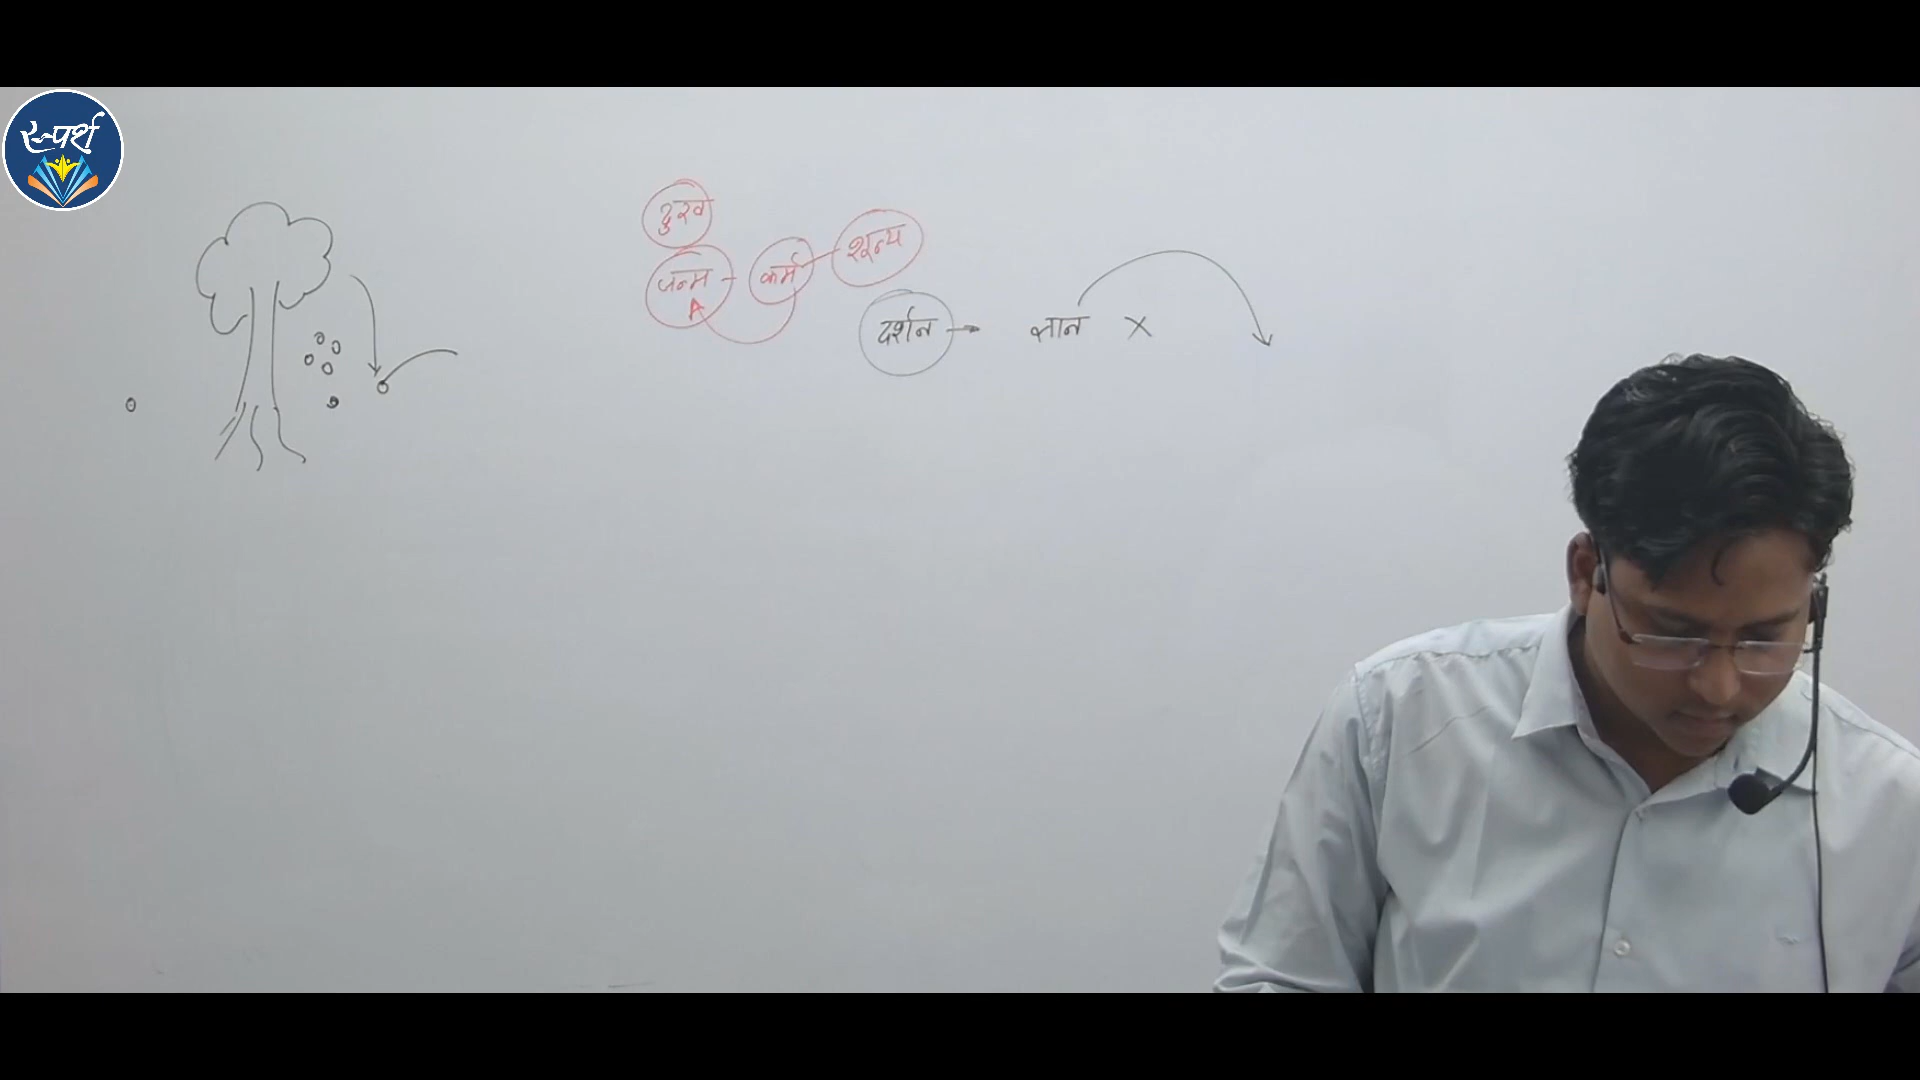 स्पर्श
दुख
जन्म - कर्म - शून्य
A
दर्शन → ज्ञान X